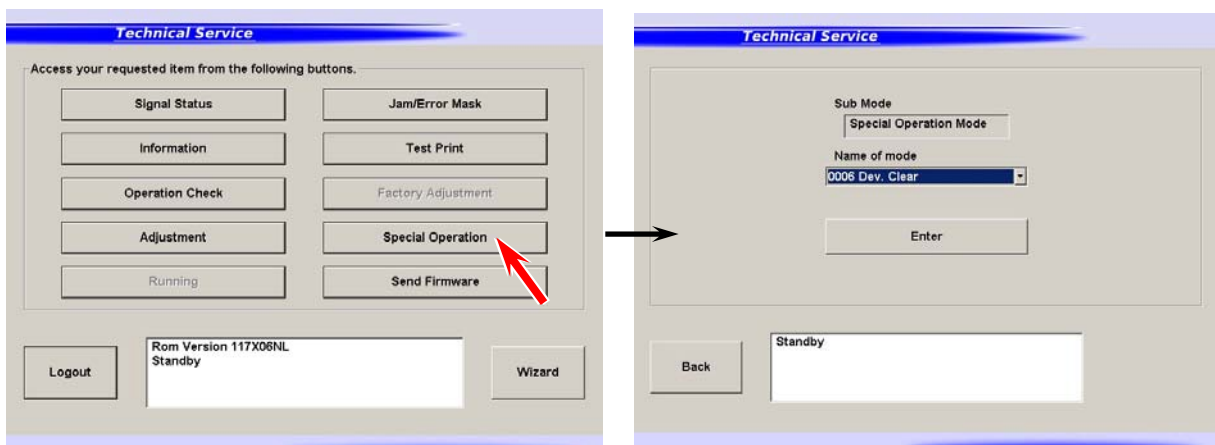 Technical Service
Access your requested item from the following buttons.
Signal Status
Jam/Error Mask
Information
Test Print
Operation Check
Factory Adjustment
Adjustment
Special Operation
Running
Send Firmware
Logout
Rom Version 117X06NL
Standby
Wizard
Technical Service
Sub Mode
Special Operation Mode
Name of mode
0006 Dev. Clear
Enter
Back
Standby